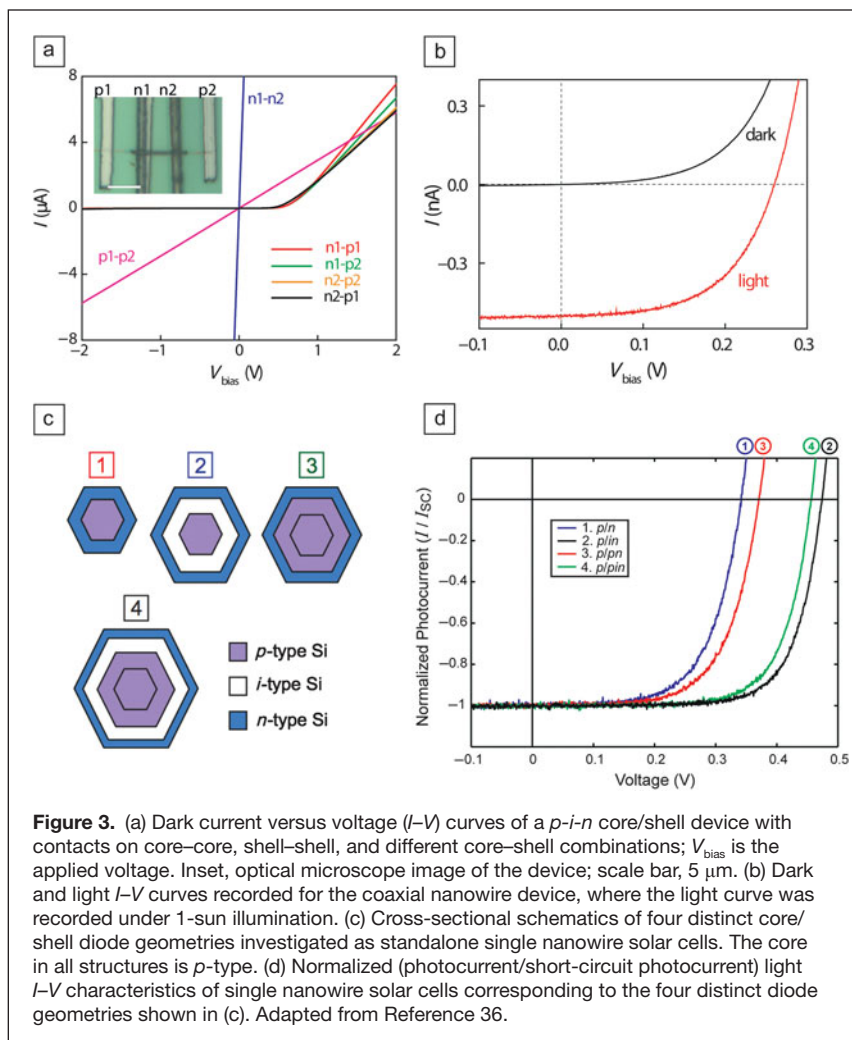 a
8
4
0
−4
−8
I (μA)
p1 n1 n2 p2
n1-n2
p1-p2
n1-p1
n1-p2
n2-p2
n2-p1
−2 −1 0 1 2
V_bias (V)
b
0.3
0.0
−0.3
I (nA)
dark
light
−0.1 0.0 0.1 0.2 0.3
V_bias (V)
c
1 2 3
4
p-type Si
i-type Si
n-type Si
d
1 3 4 2
0
−0.2
−0.4
−0.6
−0.8
−1
Normalized Photocurrent (I / I_SC)
1. p/n
2. p/in
3. p/pn
4. p/pin
−0.1 0 0.1 0.2 0.3 0.4 0.5
Voltage (V)
Figure 3. (a) Dark current versus voltage (I–V) curves of a p-i-n core/shell device with
contacts on core–core, shell–shell, and different core–shell combinations; V_bias is the
applied voltage. Inset, optical microscope image of the device; scale bar, 5 μm. (b) Dark
and light I–V curves recorded for the coaxial nanowire device, where the light curve was
recorded under 1-sun illumination. (c) Cross-sectional schematics of four distinct core/
shell diode geometries investigated as standalone single nanowire solar cells. The core
in all structures is p-type. (d) Normalized (photocurrent/short-circuit photocurrent) light
I–V characteristics of single nanowire solar cells corresponding to the four distinct diode
geometries shown in (c). Adapted from Reference 36.